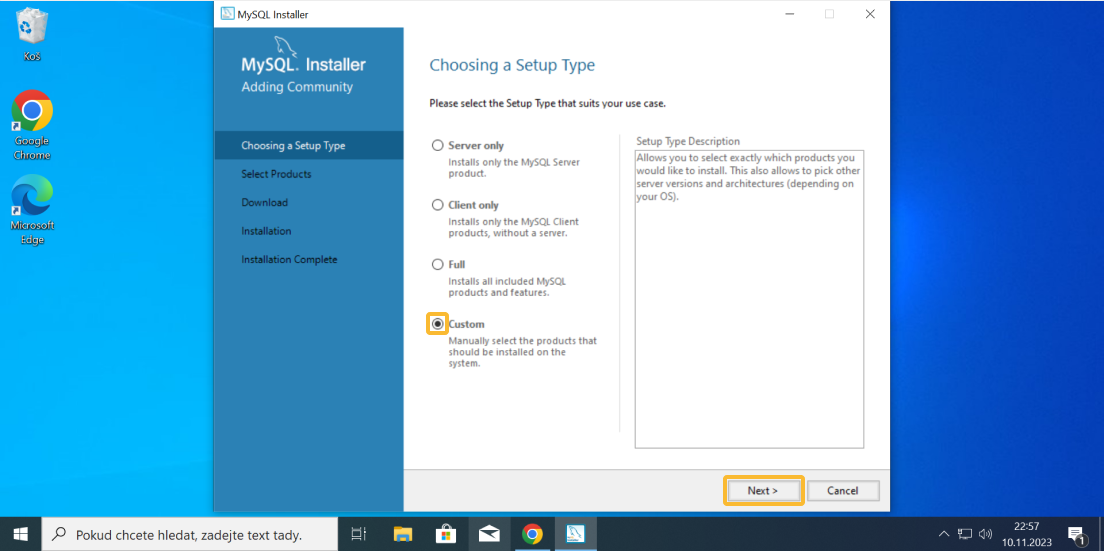 Koš
Google
Chrome
Microsoft
Edge
MySQL Installer
MySQL. Installer
Adding Community
Choosing a Setup Type
Select Products
Download
Installation
Installation Complete
Choosing a Setup Type
Please select the Setup Type that suits your use case.
Server only
Installs only the MySQL Server
product.
Client only
Installs only the MySQL Client
products, without a server.
Full
Installs all included MySQL
products and features.
Custom
Manually select the products that
should be installed on the
system.
Setup Type Description
Allows you to select exactly which products you
would like to install. This also allows to pick other
server versions and architectures (depending on
your OS).
Next >
Cancel
Pokud chcete hledat, zadejte text tady.
22:57
10.11.2023
1